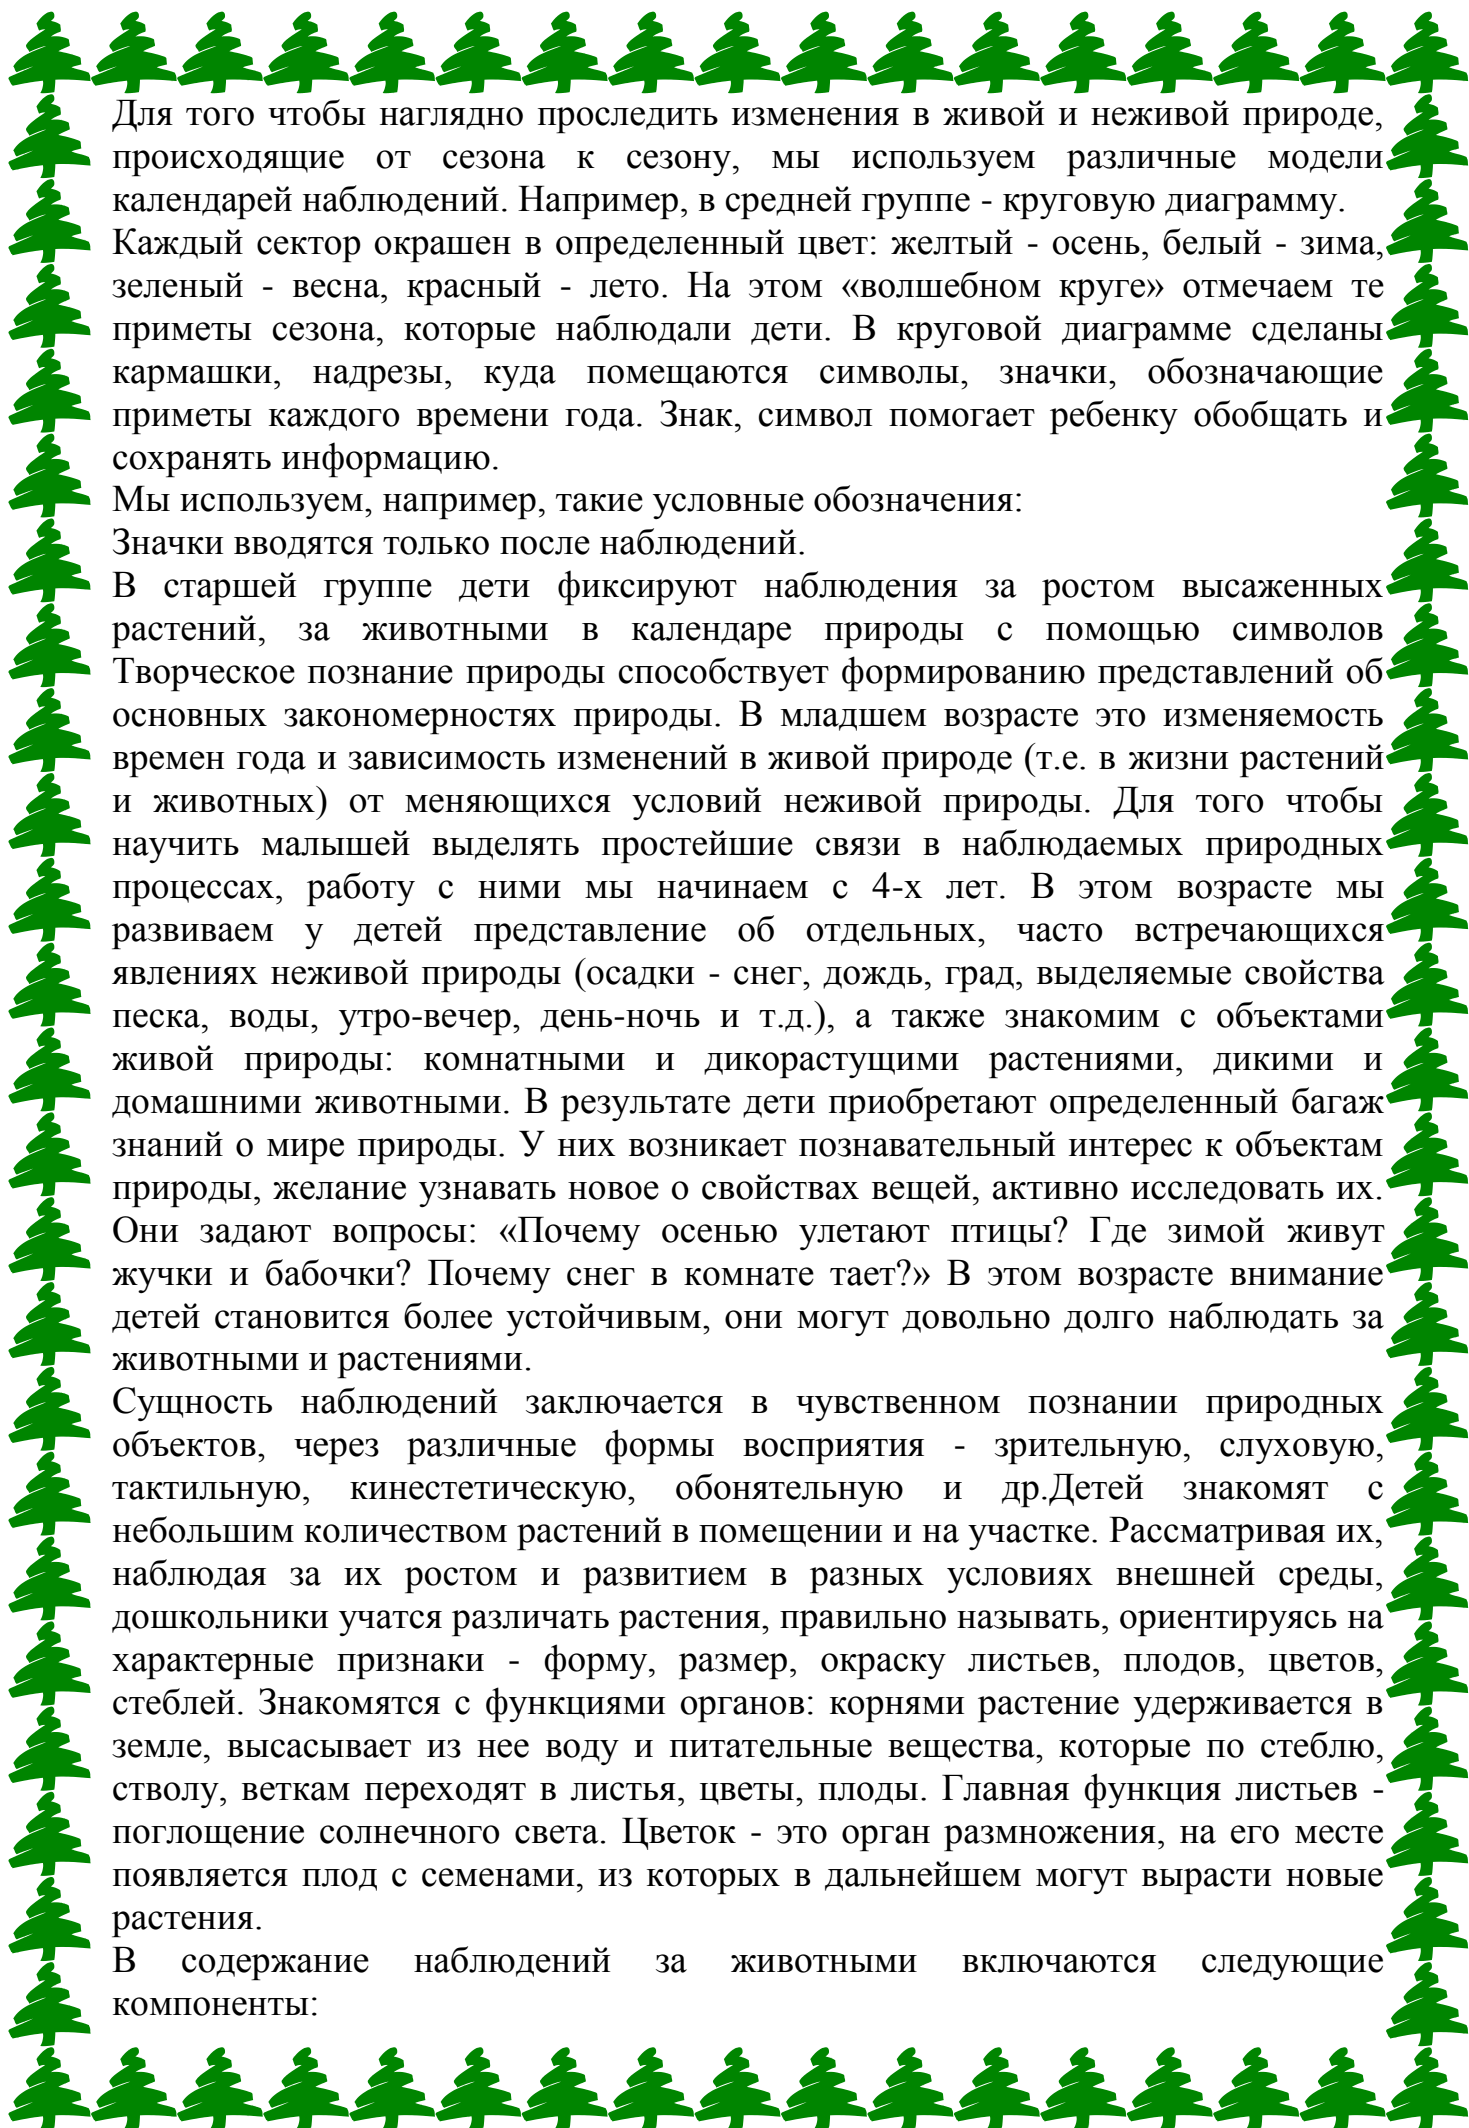 Для того чтобы наглядно проследить изменения в живой и неживой природе,
происходящие от сезона к сезону, мы используем различные модели
календарей наблюдений. Например, в средней группе - круговую диаграмму.
Каждый сектор окрашен в определенный цвет: желтый - осень, белый - зима,
зеленый - весна, красный - лето. На этом «волшебном круге» отмечаем те
приметы сезона, которые наблюдали дети. В круговой диаграмме сделаны
кармашки, надрезы, куда помещаются символы, значки, обозначающие
приметы каждого времени года. Знак, символ помогает ребенку обобщать и
сохранять информацию.
Мы используем, например, такие условные обозначения:
Значки вводятся только после наблюдений.
В старшей группе дети фиксируют наблюдения за ростом высаженных
растений, за животными в календаре природы с помощью символов
Творческое познание природы способствует формированию представлений об
основных закономерностях природы. В младшем возрасте это изменяемость
времен года и зависимость изменений в живой природе (т.е. в жизни растений
и животных) от меняющихся условий неживой природы. Для того чтобы
научить малышей выделять простейшие связи в наблюдаемых природных
процессах, работу с ними мы начинаем с 4-х лет. В этом возрасте мы
развиваем у детей представление об отдельных, часто встречающихся
явлениях неживой природы (осадки - снег, дождь, град, выделяемые свойства
песка, воды, утро-вечер, день-ночь и т.д.), а также знакомим с объектами
живой природы: комнатными и дикорастущими растениями, дикими и
домашними животными. В результате дети приобретают определенный багаж
знаний о мире природы. У них возникает познавательный интерес к объектам
природы, желание узнавать новое о свойствах вещей, активно исследовать их.
Они задают вопросы: «Почему осенью улетают птицы? Где зимой живут
жучки и бабочки? Почему снег в комнате тает?» В этом возрасте внимание
детей становится более устойчивым, они могут довольно долго наблюдать за
животными и растениями.
Сущность наблюдений заключается в чувственном познании природных
объектов, через различные формы восприятия - зрительную, слуховую,
тактильную, кинестетическую, обонятельную и др.Детей знакомят с
небольшим количеством растений в помещении и на участке. Рассматривая их,
наблюдая за их ростом и развитием в разных условиях внешней среды,
дошкольники учатся различать растения, правильно называть, ориентируясь на
характерные признаки - форму, размер, окраску листьев, плодов, цветов,
стеблей. Знакомятся с функциями органов: корнями растение удерживается в
земле, высасывает из нее воду и питательные вещества, которые по стеблю,
стволу, веткам переходят в листья, цветы, плоды. Главная функция листьев -
поглощение солнечного света. Цветок - это орган размножения, на его месте
появляется плод с семенами, из которых в дальнейшем могут вырасти новые
растения.
В содержание наблюдений за животными включаются следующие
компоненты: